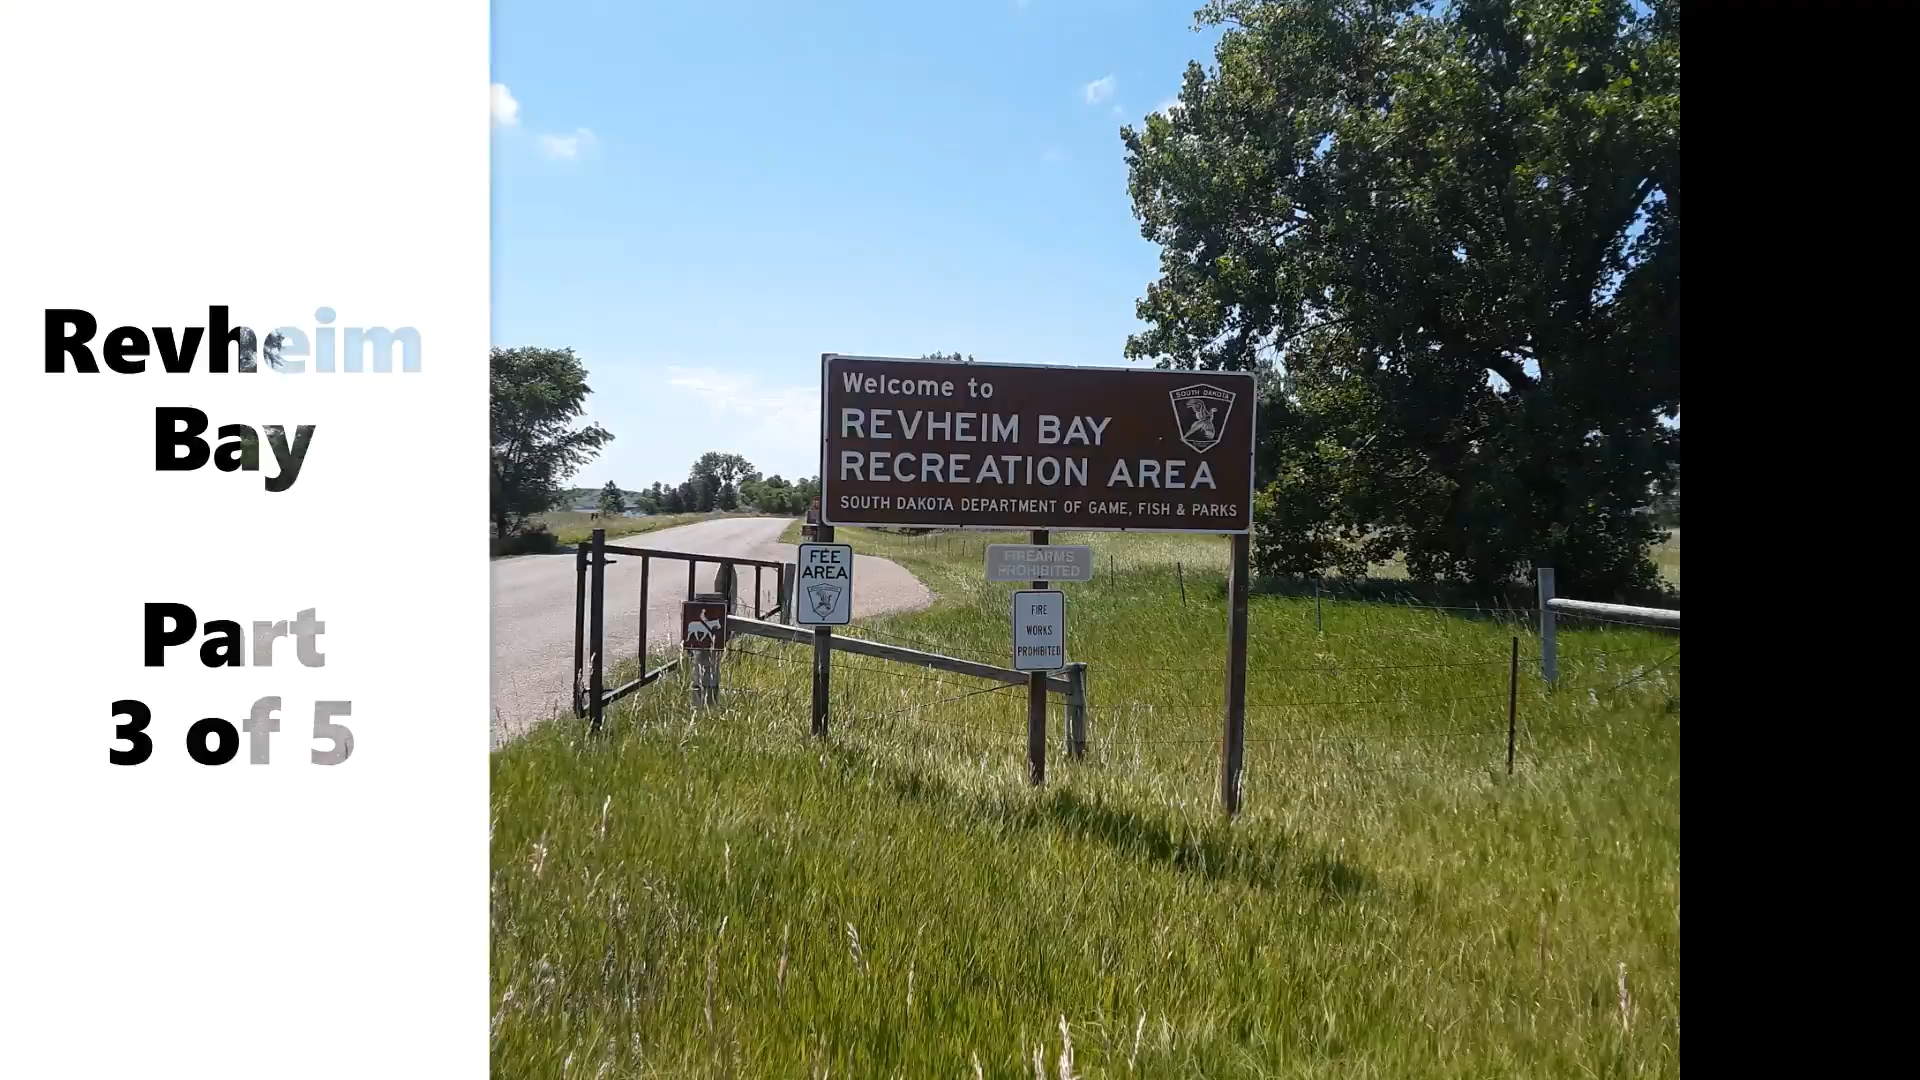 Revheim
Bay
Part
3 of 5
Welcome to
REVHEIM BAY
RECREATION AREA
SOUTH DAKOTA DEPARTMENT OF GAME, FISH & PARKS
SOUTH DAKOTA
FEE
AREA
FIREARMS
PROHIBITED
FIRE
WORKS
PROHIBITED